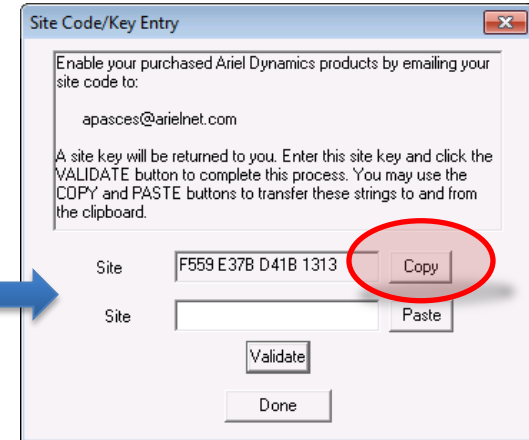 Site Code/Key Entry
Enable your purchased Ariel Dynamics products by emailing your
site code to:
apasces@arielnet.com
A site key will be returned to you. Enter this site key and click the
VALIDATE button to complete this process. You may use the
COPY and PASTE buttons to transfer these strings to and from
the clipboard.
Site F559 E37B D41B 1313 Copy
Site Paste
Validate
Done